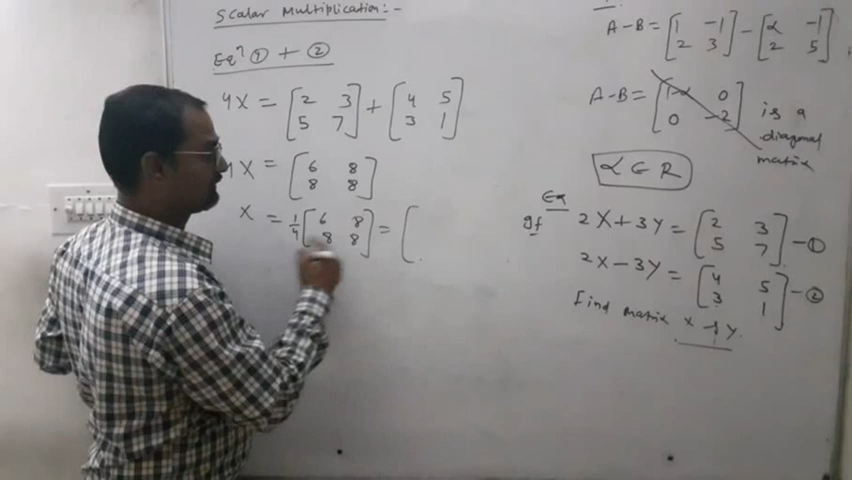 Scalar Multiplication:-
Eqⁿ ① + ②
4X = [2 3 + [4 5
5 7] 3 1]
4X = [6 8
8 8]
X = 1/4 [6 8 = [
8 8]
A-B = [1 -1 - [α -1
2 3] 2 5]
A-B = [1-α 0 is a
0 -2] diagonal
matrix
α ∈ R
Ex
If 2X+3Y = [2 3
5 7] -①
2X-3Y = [4 5
3 1] -②
Find matrix X & Y.